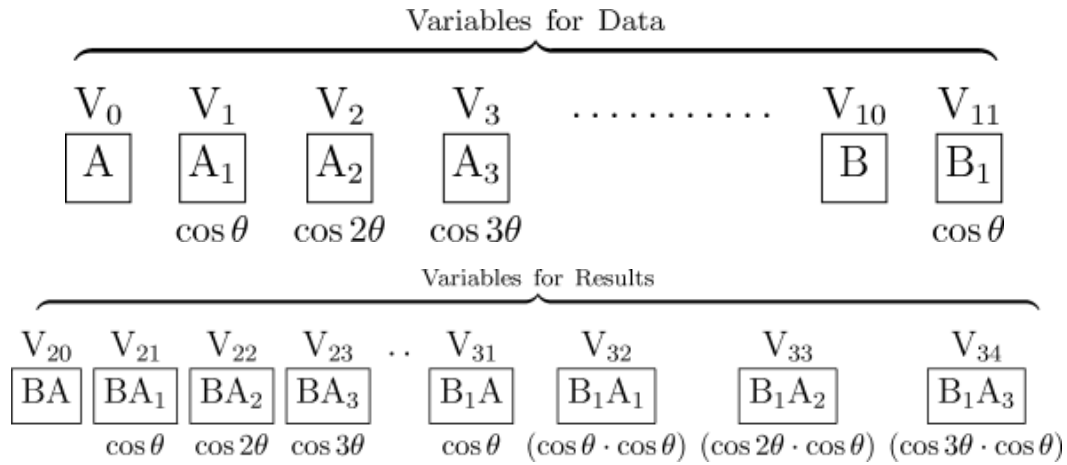 Variables for Data
V₀ V₁ V₂ V₃ ........... V₁₀ V₁₁
A A₁ A₂ A₃ B B₁
cos θ cos 2θ cos 3θ cos θ
Variables for Results
V₂₀ V₂₁ V₂₂ V₂₃ .. V₃₁ V₃₂ V₃₃ V₃₄
BA BA₁ BA₂ BA₃ B₁A B₁A₁ B₁A₂ B₁A₃
cos θ cos 2θ cos 3θ cos θ (cos θ · cos θ) (cos 2θ · cos θ) (cos 3θ · cos θ)